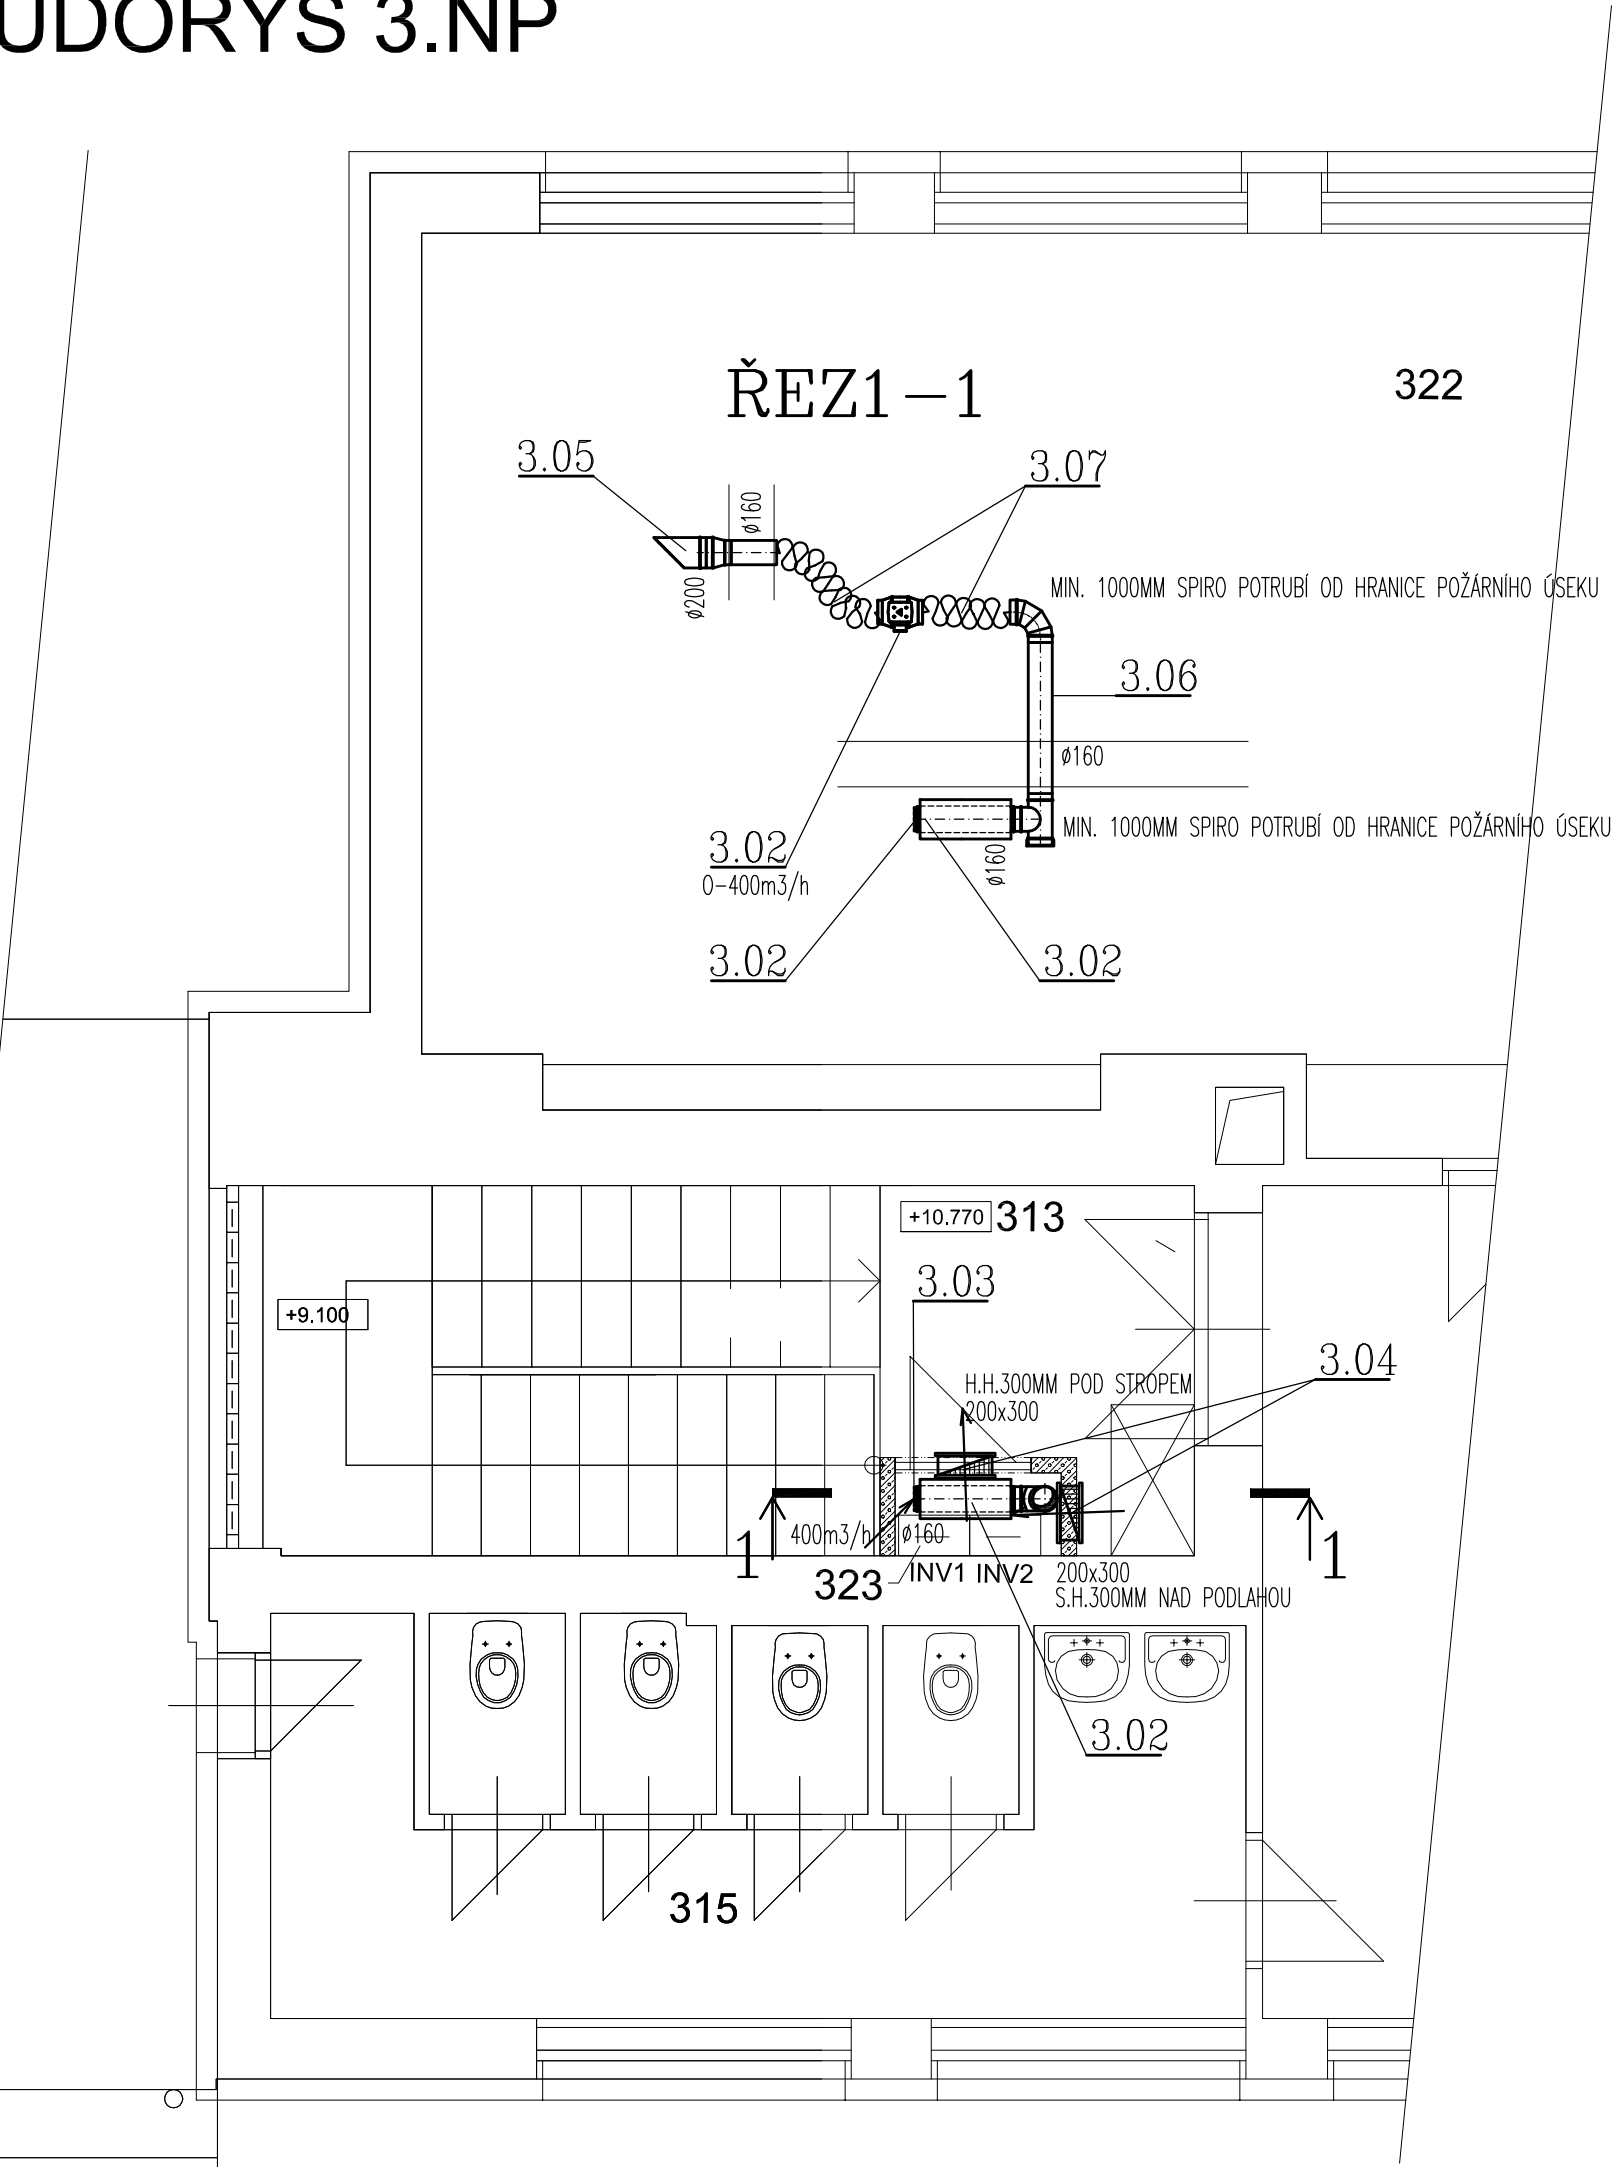 UDORYS 3.NP
ŘEZ1-1
322
3.05
3.07
ø160
ø200
MIN. 1000MM SPIRO POTRUBÍ OD HRANICE POŽÁRNÍHO ÚSEKU
3.06
ø160
MIN. 1000MM SPIRO POTRUBÍ OD HRANICE POŽÁRNÍHO ÚSEKU
3.02
0-400m3/h
ø160
3.02
3.02
+10.770
313
3.03
+9.100
3.04
H.H.300MM POD STROPEM
200x300
400m3/h
ø160
1
1
INV1 INV2
323
200x300
S.H.300MM NAD PODLAHOU
3.02
315